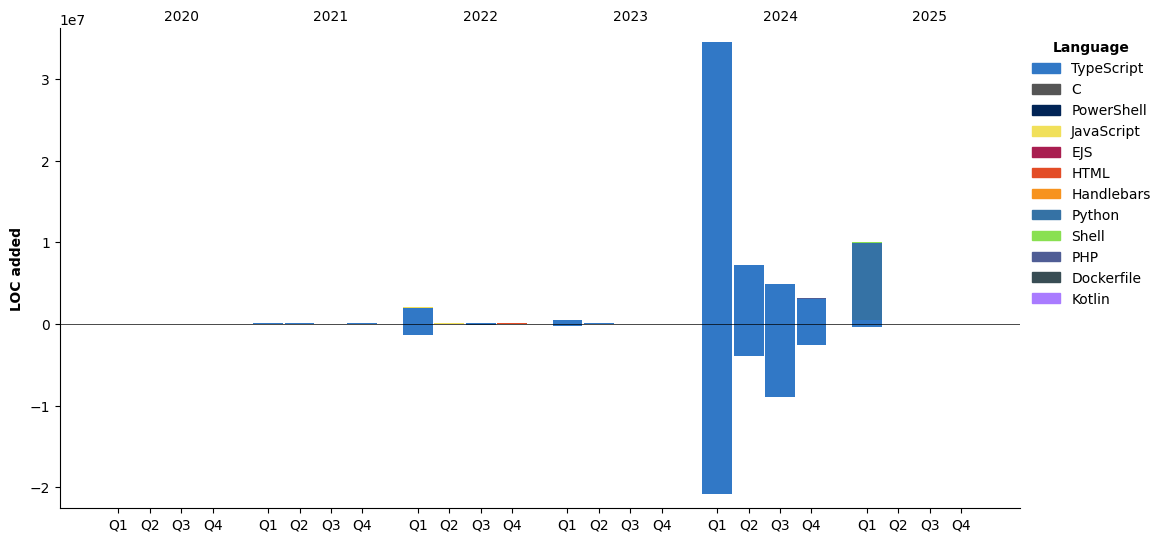 1e7
2020 2021 2022 2023 2024 2025
3
2
1
0
−1
−2
LOC added
Q1 Q2 Q3 Q4 Q1 Q2 Q3 Q4 Q1 Q2 Q3 Q4 Q1 Q2 Q3 Q4 Q1 Q2 Q3 Q4 Q1 Q2 Q3 Q4
Language
TypeScript
C
PowerShell
JavaScript
EJS
HTML
Handlebars
Python
Shell
PHP
Dockerfile
Kotlin